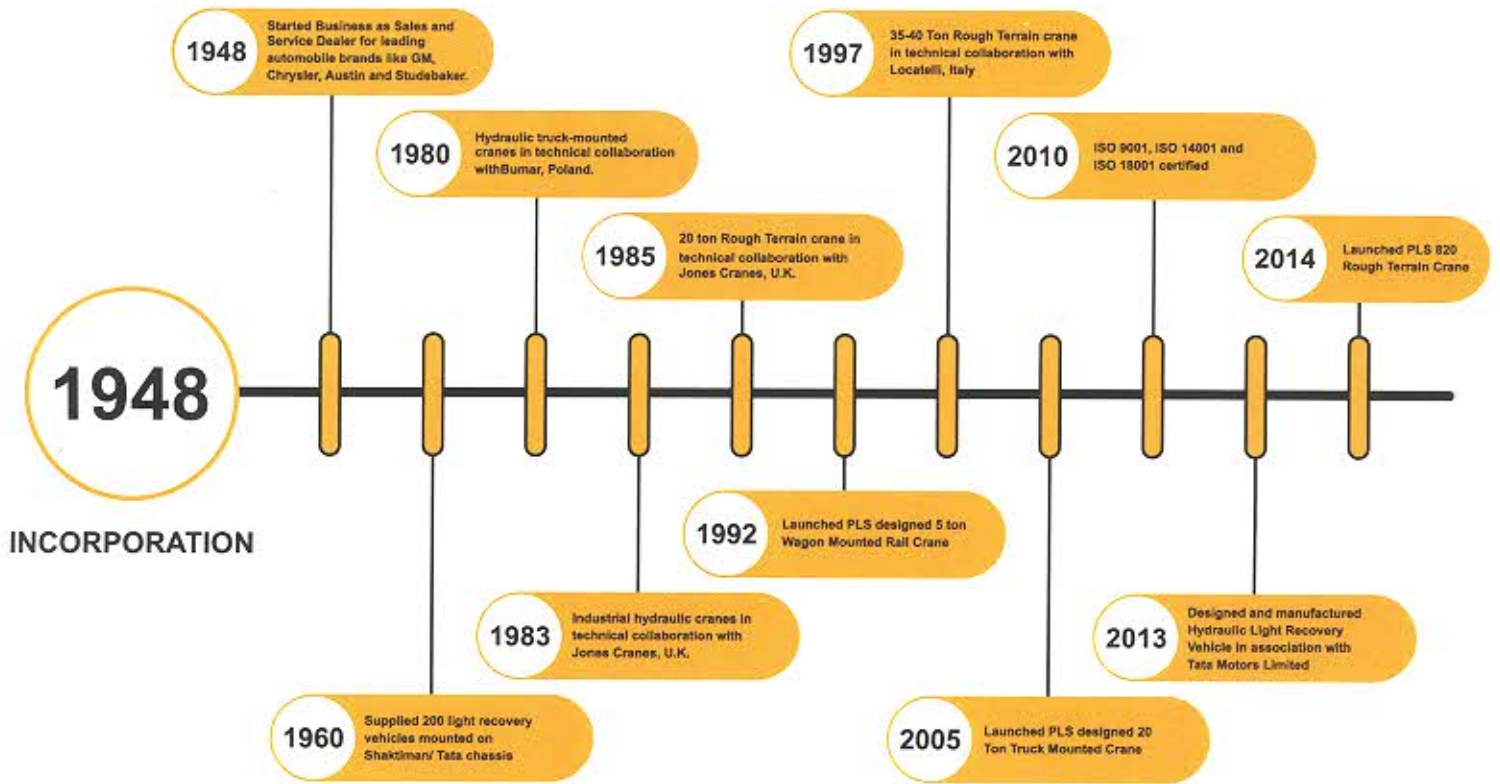 1948
INCORPORATION
1948
Started Business as Sales and
Service Dealer for leading
automobile brands like GM,
Chrysler, Austin and Studebaker.
1960
Supplied 200 light recovery
vehicles mounted on
Shaktiman/ Tata chassis
1980
Hydraulic truck-mounted
cranes in technical collaboration
withBumar, Poland.
1983
Industrial hydraulic cranes in
technical collaboration with
Jones Cranes, U.K.
1985
20 ton Rough Terrain crane in
technical collaboration with
Jones Cranes, U.K.
1992
Launched PLS designed 5 ton
Wagon Mounted Rail Crane
1997
35-40 Ton Rough Terrain crane
in technical collaboration with
Locatelli, Italy
2005
Launched PLS designed 20
Ton Truck Mounted Crane
2010
ISO 9001, ISO 14001 and
ISO 18001 certified
2013
Designed and manufactured
Hydraulic Light Recovery
Vehicle in association with
Tata Motors Limited
2014
Launched PLS 820
Rough Terrain Crane